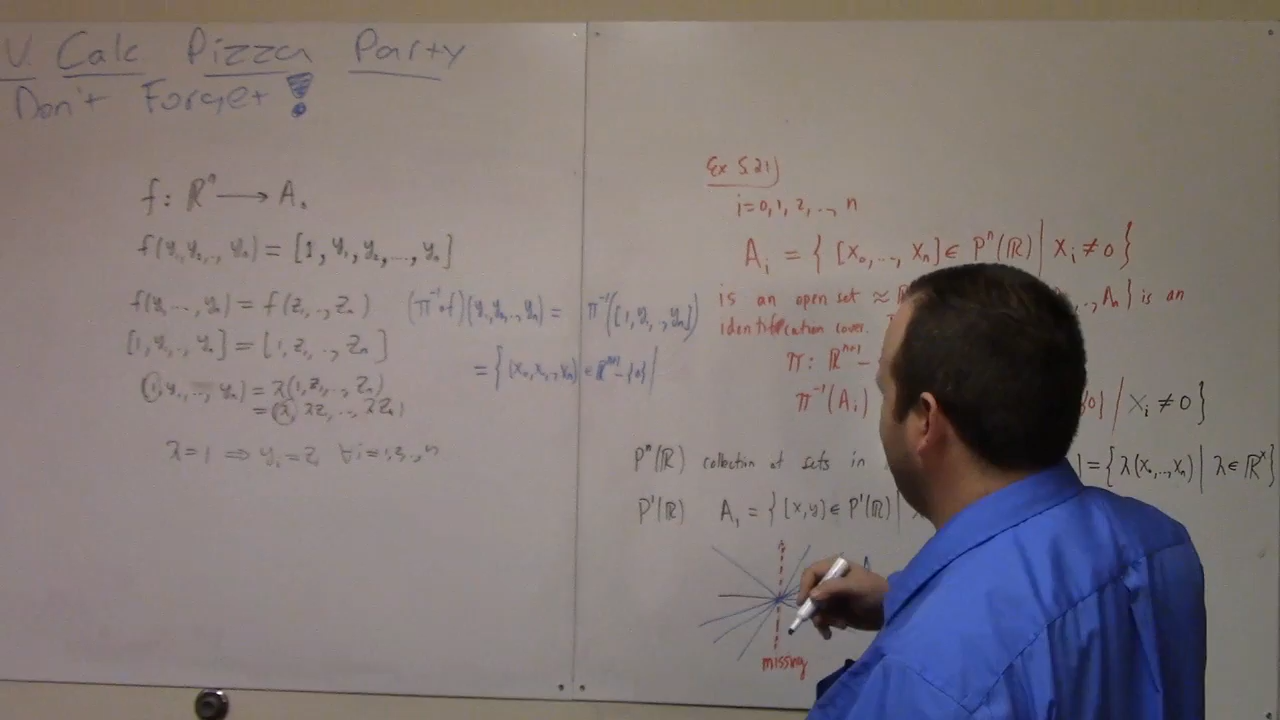 V. Calc Pizza Party
Don't Forget!
f: ℝⁿ → A₀
f(y₁,y₂,.., yₙ) = [1, y₁, y₂, ..., yₙ]
f(y₁, ..., yₙ) = f(z₁, .., zₙ)
[1, y₁, .., yₙ] = [1, z₁, .., zₙ]
(1, y₁, ..., yₙ) = λ(1, z₁, .., zₙ)
= (λ, λz₁, .., λzₙ)
λ=1 ⇒ yᵢ=zᵢ ∀i=
(π⁻¹∘f)(y₁,y₂,..,yₙ) = π⁻¹([1, y₁, .., yₙ])
= { (x₀,x₁,..,xₙ) ∈ ℝⁿ⁺¹-{0} |
Ex 5.21)
i=0,1,2,..., n
Aᵢ = { [x₀,..., xₙ] ∈ Pⁿ(ℝ) | xᵢ≠0 }
is an open set ≈ .., Aₙ} is an
identification cover.
π: ℝⁿ⁺¹ -
π⁻¹(Aᵢ) {0} | xᵢ ≠ 0 }
Pⁿ(ℝ) collection of sets in ] = {λ(x₀,..,xₙ) | λ∈ℝˣ}
P¹(ℝ) A₁ = { [x,y] ∈ P¹(ℝ) |
missing